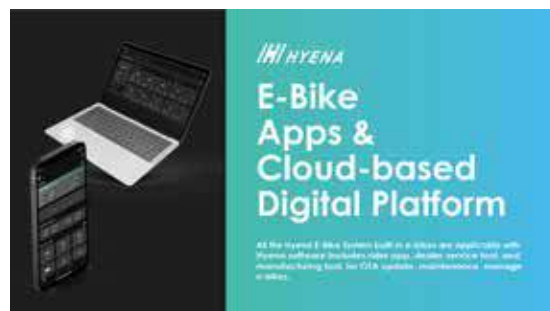 HYENA
E-Bike
Apps &
Cloud-based
Digital Platform
All the Hyena E-Bike System built in e-bikes are applicable with
Hyena software includes rider app, dealer service tool, and
manufacturing tool, for OTA update, maintenance, manage
e-bikes.